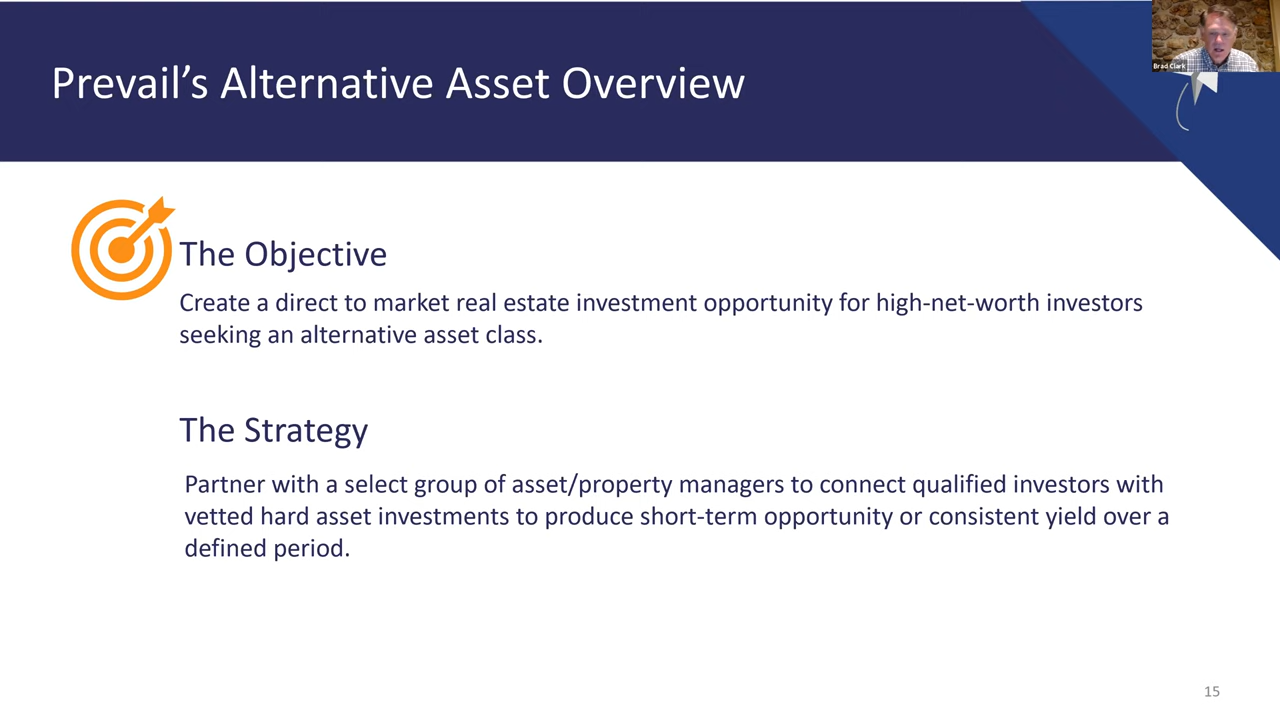 Prevail’s Alternative Asset Overview
Brad Clark
The Objective
Create a direct to market real estate investment opportunity for high-net-worth investors
seeking an alternative asset class.
The Strategy
Partner with a select group of asset/property managers to connect qualified investors with
vetted hard asset investments to produce short-term opportunity or consistent yield over a
defined period.
15